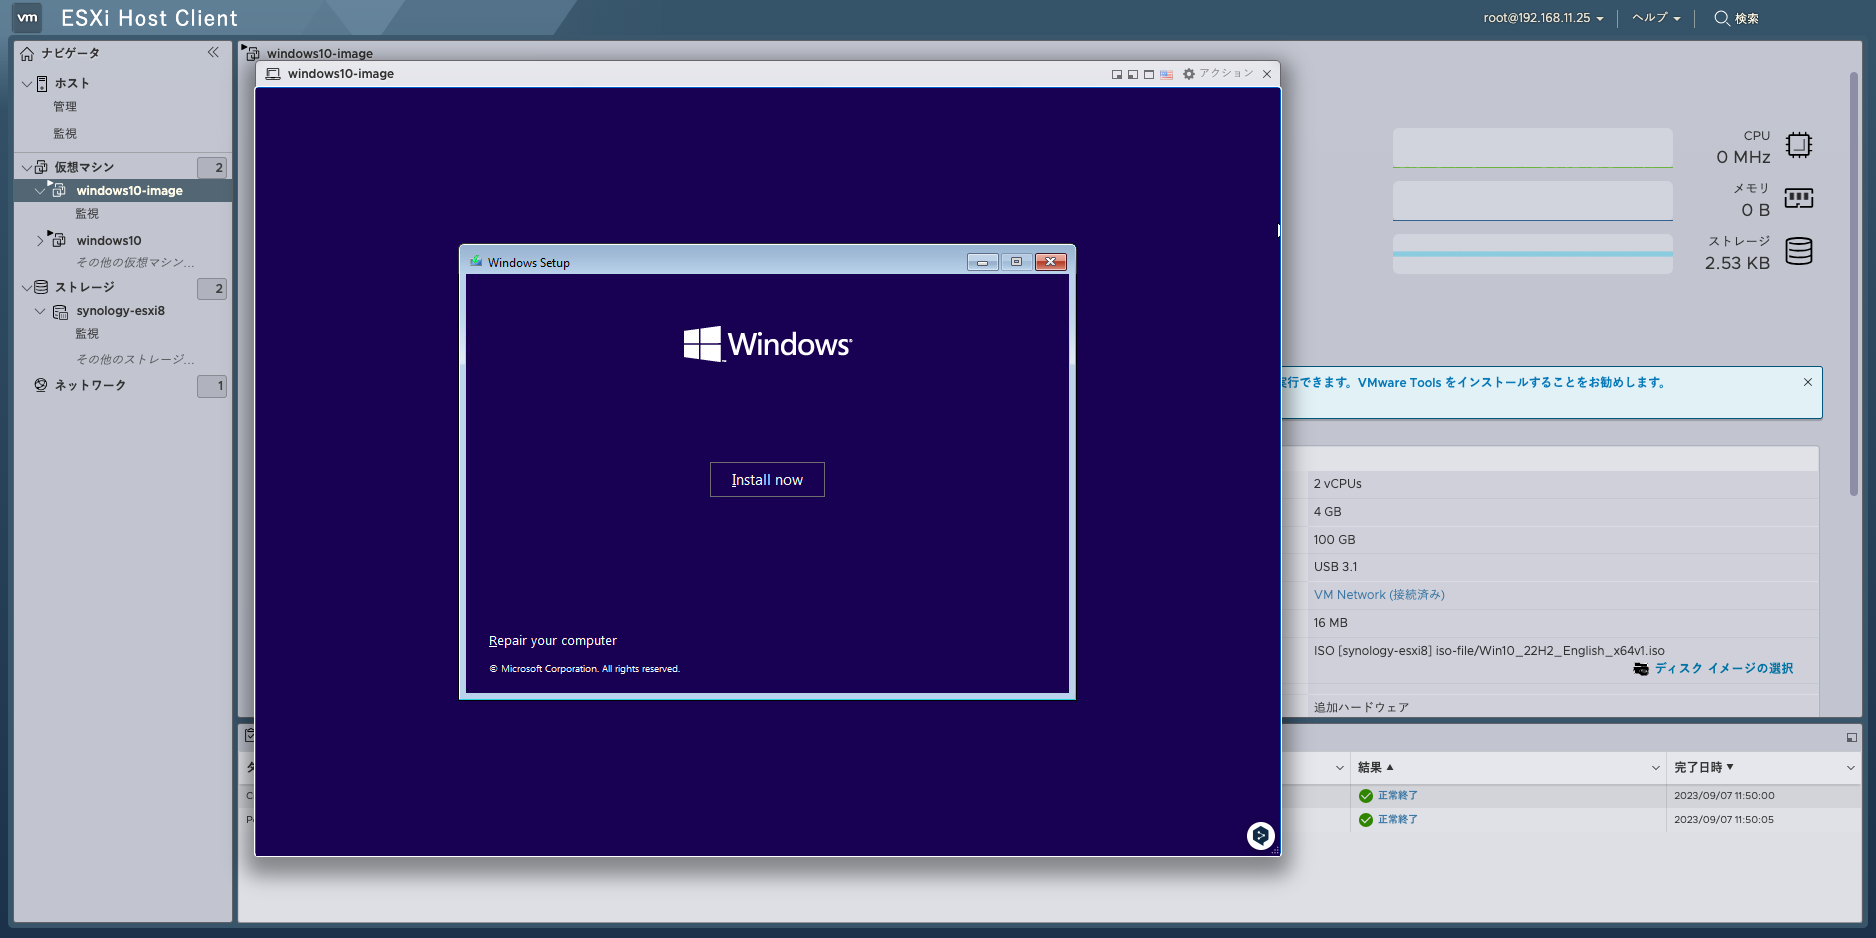 vm ESXi Host Client
root@192.168.11.25
ヘルプ
検索
ナビゲータ
ホスト
管理
監視
仮想マシン 2
windows10-image
監視
windows10
その他の仮想マシン...
ストレージ 2
synology-esxi8
監視
その他のストレージ...
ネットワーク 1
windows10-image
windows10-image
アクション
Windows Setup
Windows
Install now
Repair your computer
© Microsoft Corporation. All rights reserved.
CPU
0 MHz
メモリ
0 B
ストレージ
2.53 KB
実行できます。VMware Tools をインストールすることをお勧めします。
2 vCPUs
4 GB
100 GB
USB 3.1
VM Network (接続済み)
16 MB
ISO [synology-esxi8] iso-file/Win10_22H2_English_x64v1.iso
ディスク イメージの選択
追加ハードウェア
結果 ▲
完了日時 ▼
正常終了
2023/09/07 11:50:00
正常終了
2023/09/07 11:50:05